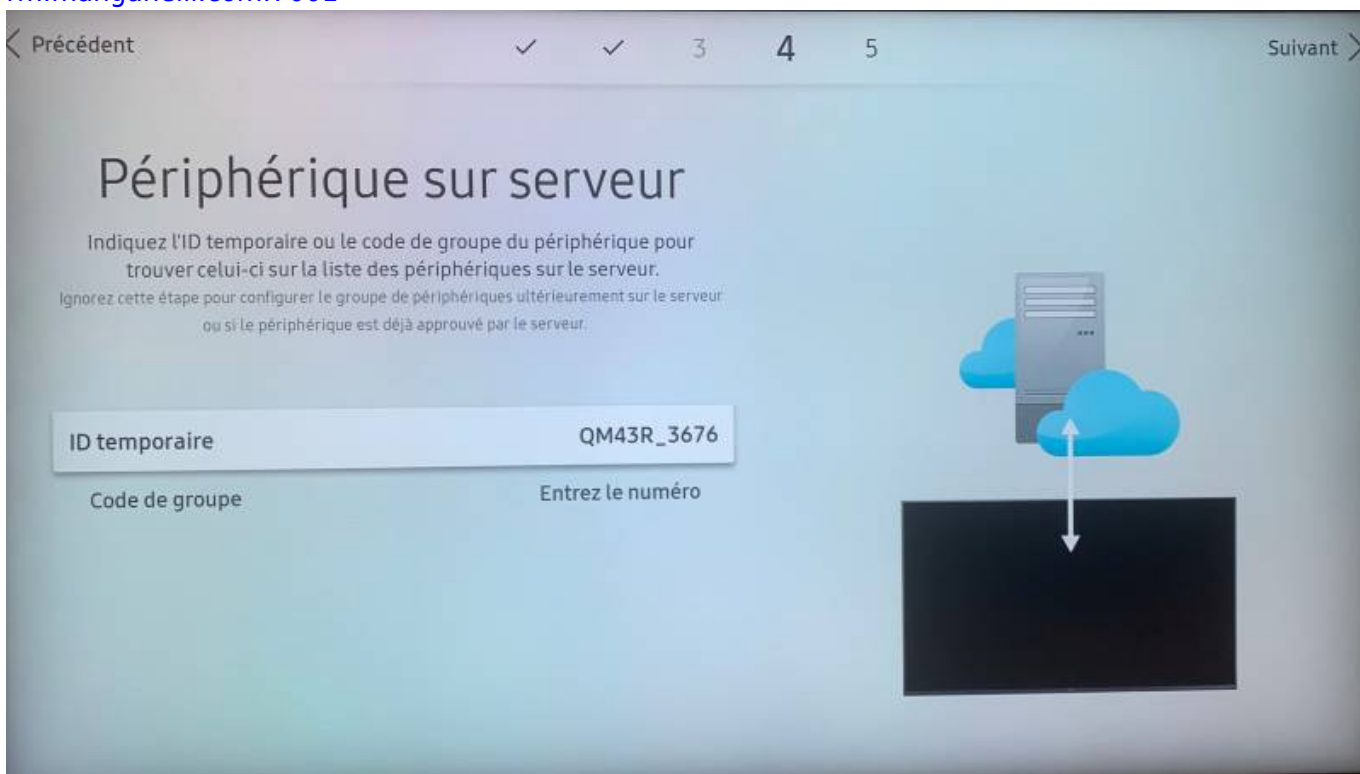 Précédent
3
4
5
Suivant
Périphérique sur serveur
Indiquez l'ID temporaire ou le code de groupe du périphérique pour
trouver celui-ci sur la liste des périphériques sur le serveur.
Ignorez cette étape pour configurer le groupe de périphériques ultérieurement sur le serveur
ou si le périphérique est déjà approuvé par le serveur.
ID temporaire QM43R_3676
Code de groupe Entrez le numéro